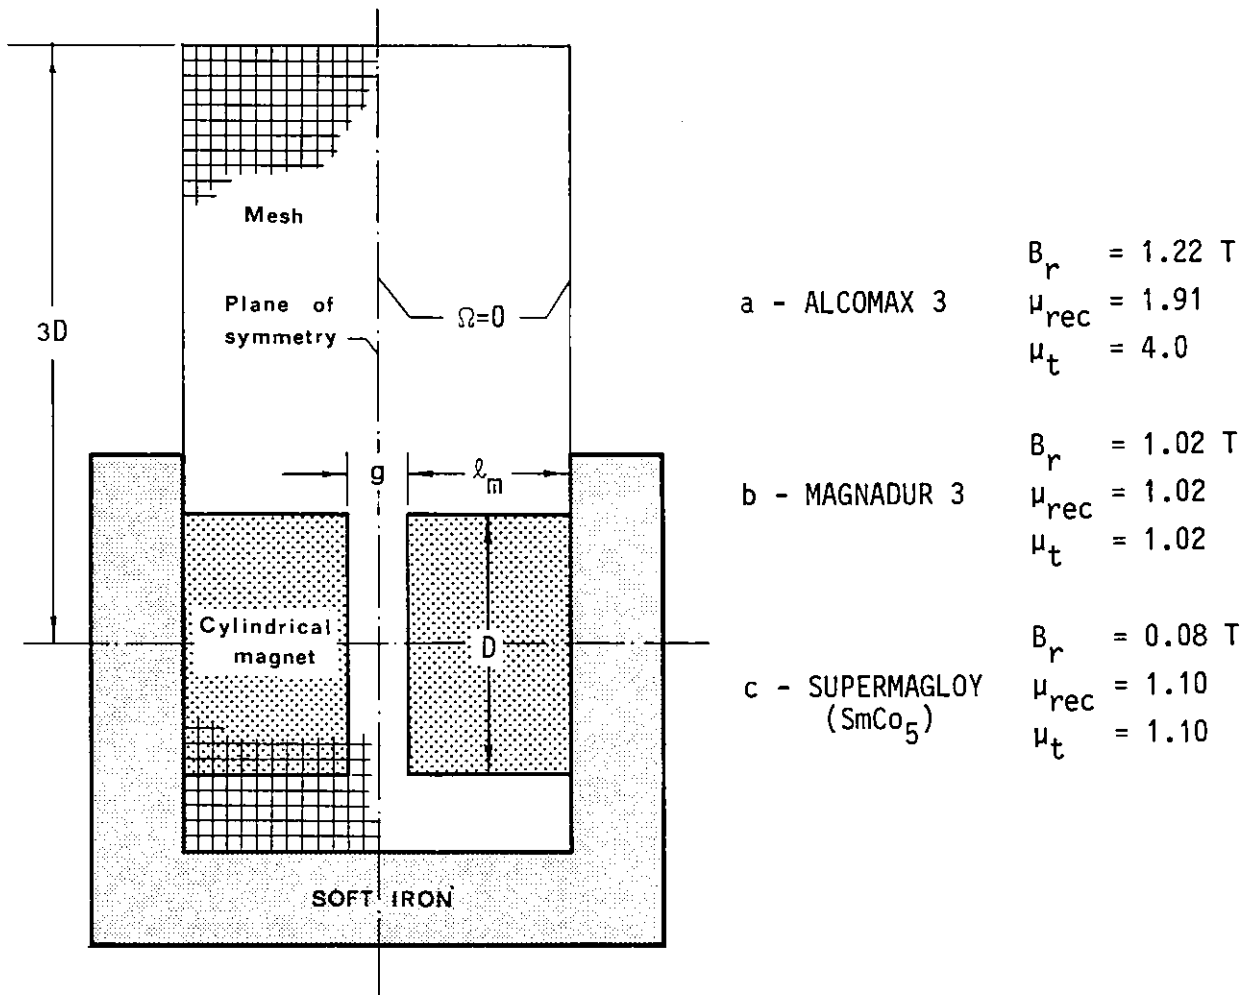 Mesh
Plane of
symmetry
Ω=0
3D
g
ℓm
Cylindrical
magnet
D
SOFT IRON
a - ALCOMAX 3
Br = 1.22 T
μrec = 1.91
μt = 4.0
b - MAGNADUR 3
Br = 1.02 T
μrec = 1.02
μt = 1.02
c - SUPERMAGLOY
(SmCo5)
Br = 0.08 T
μrec = 1.10
μt = 1.10